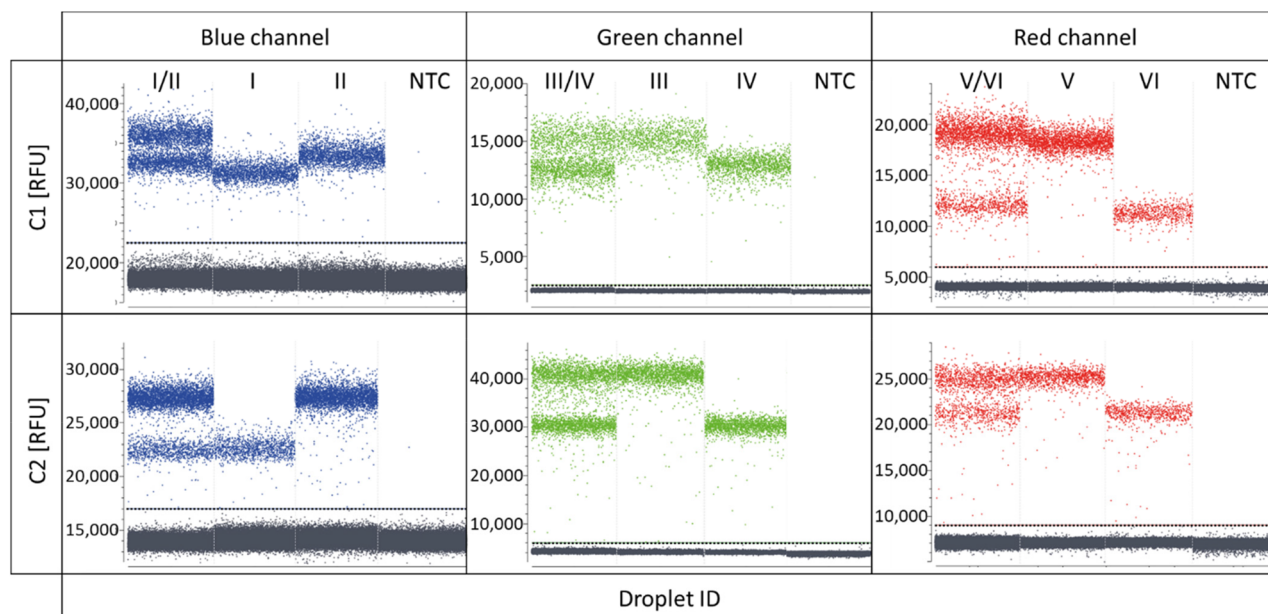 Blue channel
Green channel
Red channel
C1 [RFU]
I/II I II NTC
40,000
30,000
20,000
III/IV III IV NTC
20,000
15,000
10,000
5,000
V/VI V VI NTC
20,000
15,000
10,000
5,000
C2 [RFU]
30,000
25,000
20,000
15,000
40,000
30,000
20,000
10,000
25,000
20,000
15,000
10,000
Droplet ID